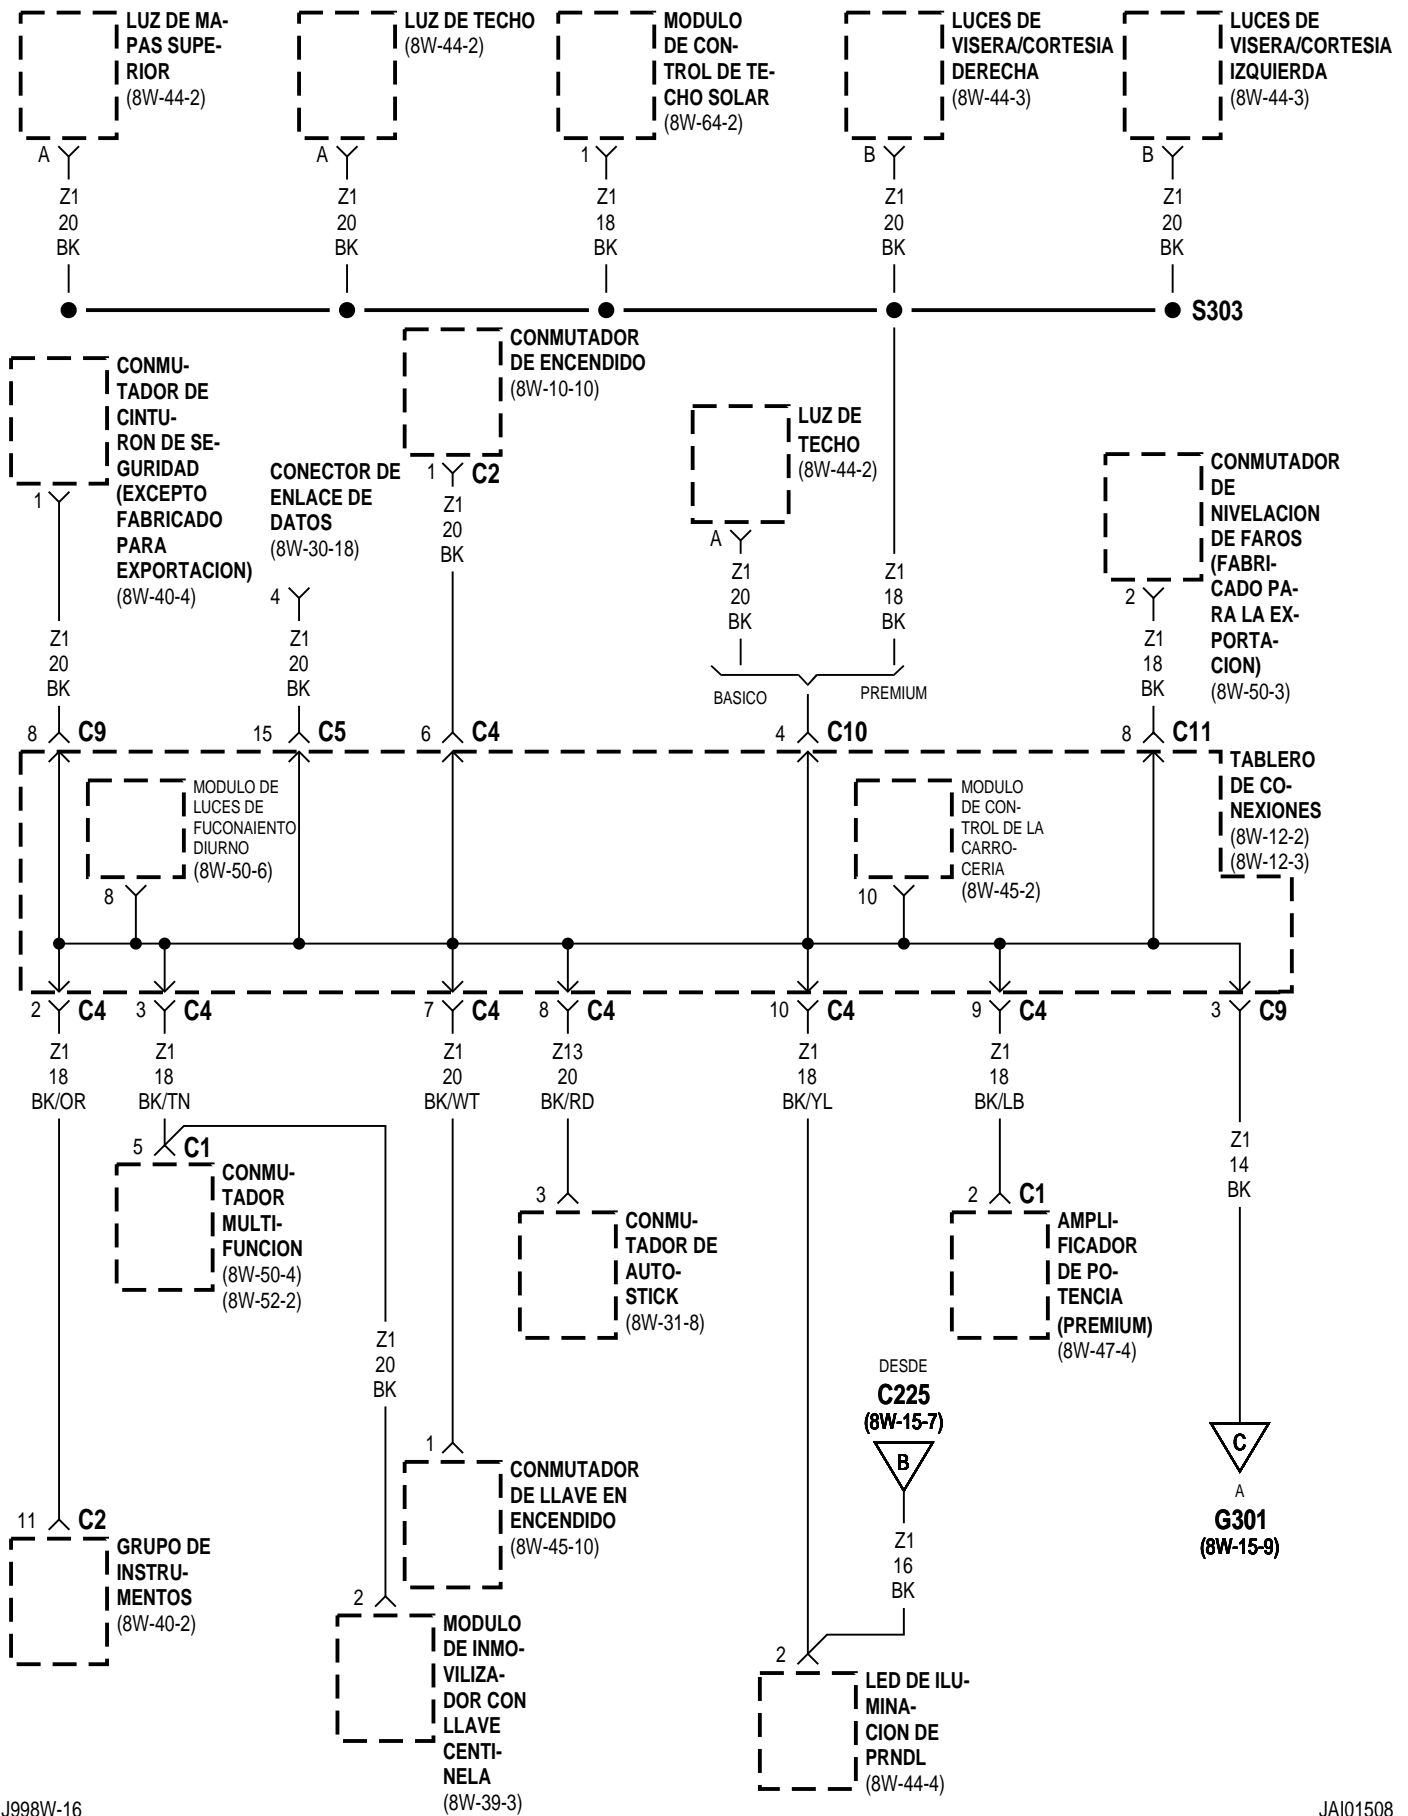 LUZ DE MA-
PAS SUPE-
RIOR
(8W-44-2)
A
Z1
20
BK
LUZ DE TECHO
(8W-44-2)
A
Z1
20
BK
MODULO
DE CON-
TROL DE TE-
CHO SOLAR
(8W-64-2)
1
Z1
18
BK
LUCES DE
VISERA/CORTESIA
DERECHA
(8W-44-3)
B
Z1
20
BK
LUCES DE
VISERA/CORTESIA
IZQUIERDA
(8W-44-3)
B
Z1
20
BK
S303
CONMU-
TADOR DE
CINTU-
RON DE SE-
GURIDAD
(EXCEPTO
FABRICADO
PARA
EXPORTACION)
(8W-40-4)
1
Z1
20
BK
8 C9
CONECTOR DE
ENLACE DE
DATOS
(8W-30-18)
4
Z1
20
BK
15 C5
CONMUTADOR
DE ENCENDIDO
(8W-10-10)
1 C2
Z1
20
BK
6 C4
LUZ DE
TECHO
(8W-44-2)
A
Z1
20
BK
BASICO
Z1
18
BK
PREMIUM
4 C10
CONMUTADOR
DE
NIVELACION
DE FAROS
(FABRI-
CADO PA-
RA LA EX-
PORTA-
CION)
(8W-50-3)
2
Z1
18
BK
8 C11
TABLERO
DE CO-
NEXIONES
(8W-12-2)
(8W-12-3)
MODULO DE
LUCES DE
FUCONAIENTO
DIURNO
(8W-50-6)
8
MODULO
DE CON-
TROL DE LA
CARRO-
CERIA
(8W-45-2)
10
2 C4
Z1
18
BK/OR
3 C4
Z1
18
BK/TN
7 C4
Z1
20
BK/WT
8 C4
Z13
20
BK/RD
10 C4
Z1
18
BK/YL
9 C4
Z1
18
BK/LB
3 C9
Z1
14
BK
5 C1
CONMU-
TADOR
MULTI-
FUNCION
(8W-50-4)
(8W-52-2)
Z1
20
BK
3
CONMU-
TADOR DE
AUTO-
STICK
(8W-31-8)
2 C1
AMPLI-
FICADOR
DE PO-
TENCIA
(PREMIUM)
(8W-47-4)
DESDE
C225
(8W-15-7)
B
Z1
16
BK
C
A
G301
(8W-15-9)
1
CONMUTADOR
DE LLAVE EN
ENCENDIDO
(8W-45-10)
11 C2
GRUPO DE
INSTRU-
MENTOS
(8W-40-2)
2
MODULO
DE INMO-
VILIZA-
DOR CON
LLAVE
CENTI-
NELA
(8W-39-3)
2
LED DE ILU-
MINA-
CION DE
PRNDL
(8W-44-4)
J998W-16
JAI01508